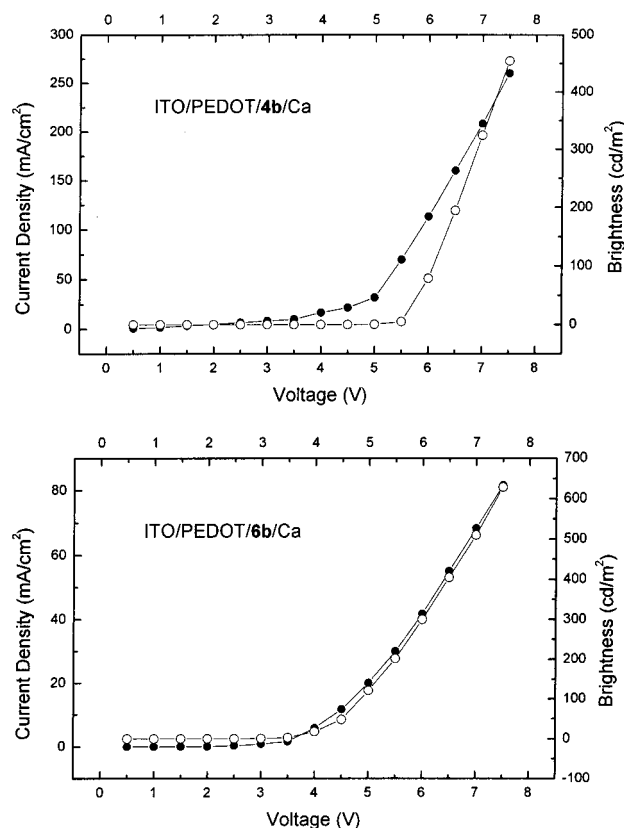 0 1 2 3 4 5 6 7 8
300
250
200
150
100
50
0
Current Density (mA/cm²)
ITO/PEDOT/4b/Ca
500
400
300
200
100
0
Brightness (cd/m²)
0 1 2 3 4 5 6 7 8
Voltage (V)
0 1 2 3 4 5 6 7 8
80
60
40
20
0
Current Density (mA/cm²)
ITO/PEDOT/6b/Ca
700
600
500
400
300
200
100
0
-100
Brightness (cd/m²)
0 1 2 3 4 5 6 7 8
Voltage (V)